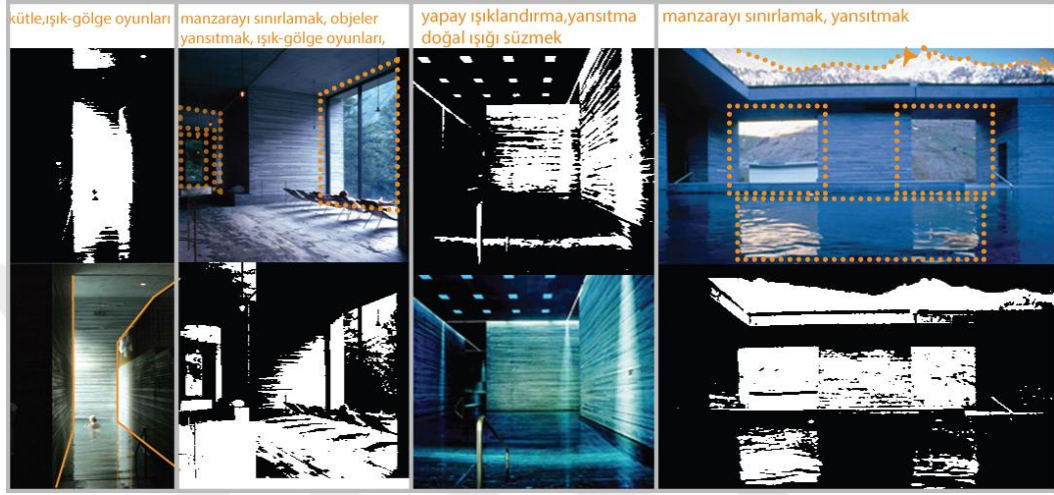 kütle,ışık-gölge oyunları
manzarayı sınırlamak, objeler
yansıtmak, ışık-gölge oyunları,
yapay ışıklandırma,yansıtma
doğal ışığı süzmek
manzarayı sınırlamak, yansıtmak